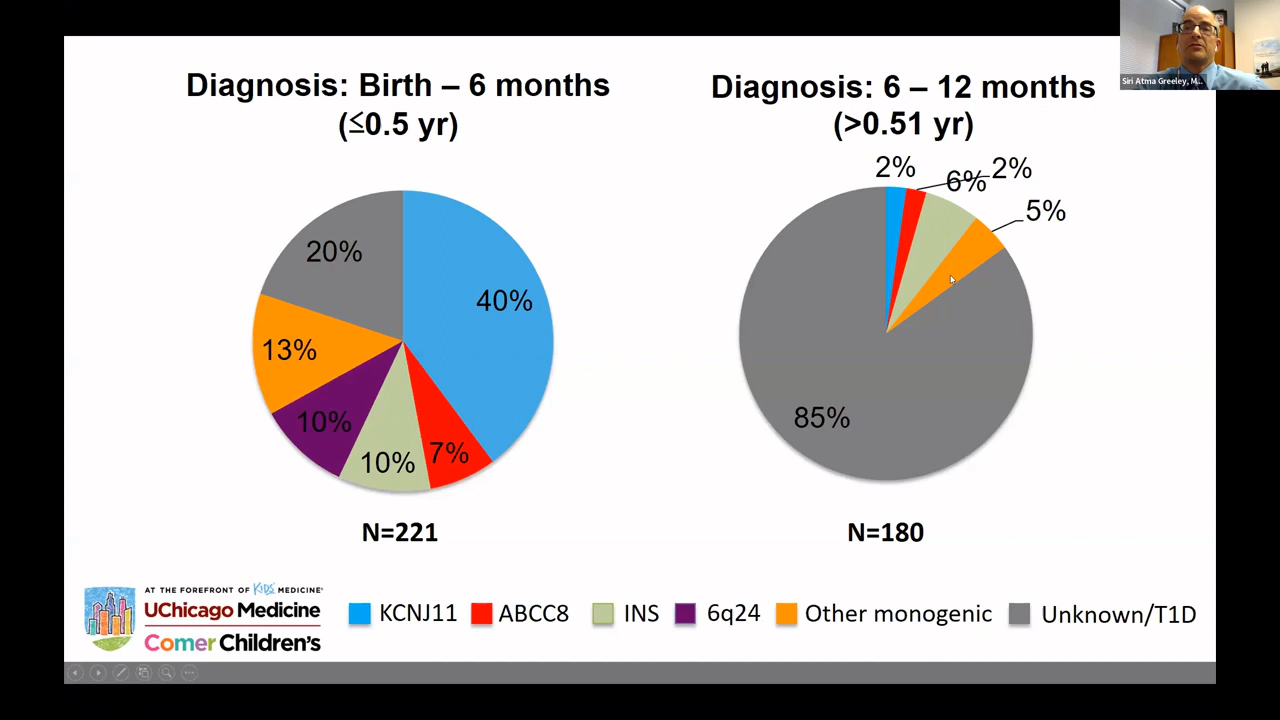 Siri Atma Greeley, M...
Diagnosis: Birth – 6 months
(≤0.5 yr)
20%
40%
13%
10%
10%
7%
N=221
Diagnosis: 6 – 12 months
(>0.51 yr)
2%
6%
2%
5%
85%
N=180
AT THE FOREFRONT OF KIDS' MEDICINE®
UChicago Medicine
Comer Children's
KCNJ11
ABCC8
INS
6q24
Other monogenic
Unknown/T1D